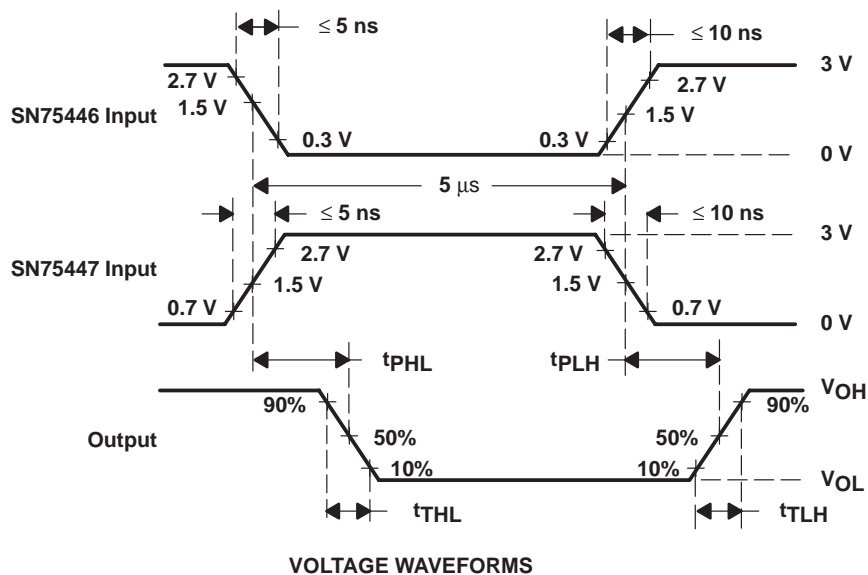 ≤ 5 ns
≤ 10 ns
2.7 V
1.5 V
SN75446 Input
0.3 V
0.3 V
2.7 V
1.5 V
3 V
0 V
5 μs
≤ 5 ns
≤ 10 ns
SN75447 Input
0.7 V
2.7 V
1.5 V
2.7 V
1.5 V
0.7 V
3 V
0 V
tPHL
tPLH
Output
90%
50%
10%
50%
10%
90%
VOH
VOL
tTHL
tTLH
VOLTAGE WAVEFORMS